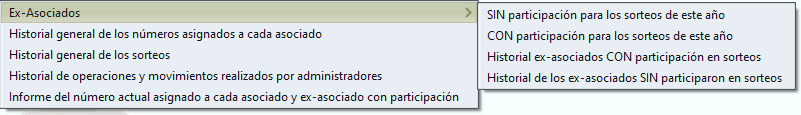 Ex-Asociados
Historial general de los números asignados a cada asociado
Historial general de los sorteos
Historial de operaciones y movimientos realizados por administradores
Informe del número actual asignado a cada asociado y ex-asociado con participación
SIN participación para los sorteos de este año
CON participación para los sorteos de este año
Historial ex-asociados CON participación en sorteos
Historial de los ex-asociados SIN participaron en sorteos